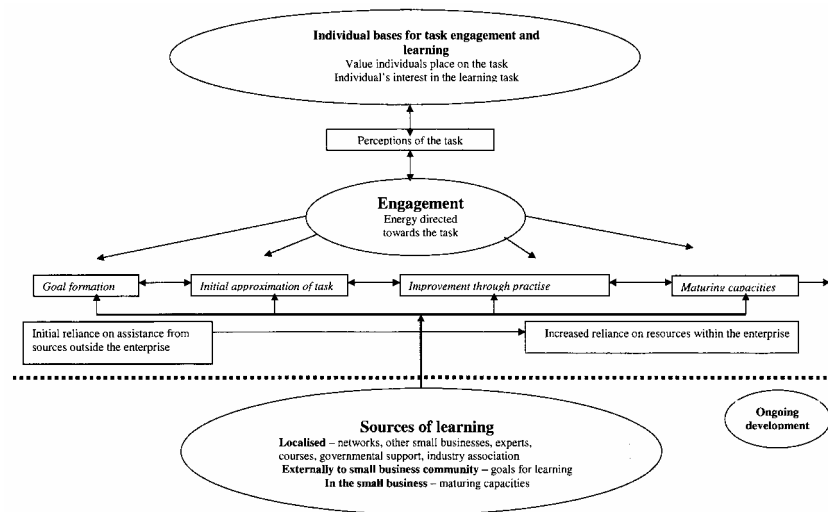 Individual bases for task engagement and
learning
Value individuals place on the task
Individual's interest in the learning task
Perceptions of the task
Engagement
Energy directed
towards the task
Goal formation
Initial approximation of task
Improvement through practise
Maturing capacities
Initial reliance on assistance from
sources outside the enterprise
Increased reliance on resources within the enterprise
Sources of learning
Localised – networks, other small businesses, experts,
courses, governmental support, industry association
Externally to small business community – goals for learning
In the small business – maturing capacities
Ongoing
development